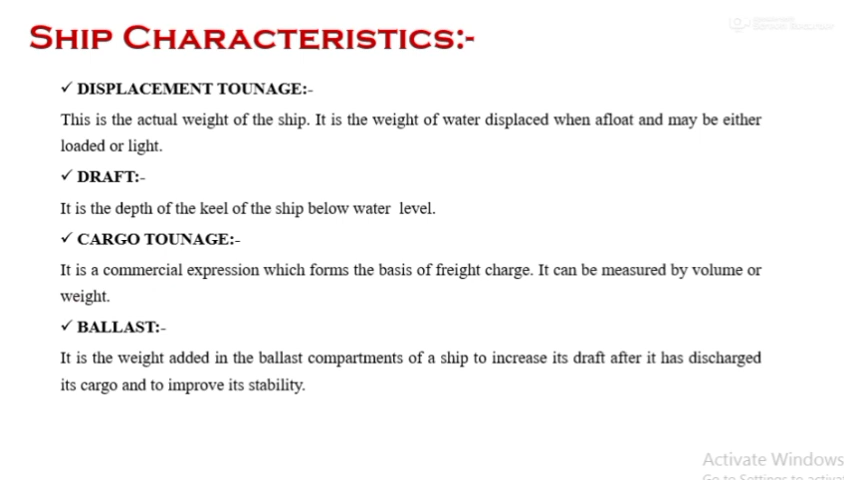 SHIP CHARACTERISTICS:-
✓ DISPLACEMENT TOUNAGE:-
This is the actual weight of the ship. It is the weight of water displaced when afloat and may be either
loaded or light.
✓ DRAFT:-
It is the depth of the keel of the ship below water level.
✓ CARGO TOUNAGE:-
It is a commercial expression which forms the basis of freight charge. It can be measured by volume or
weight.
✓ BALLAST:-
It is the weight added in the ballast compartments of a ship to increase its draft after it has discharged
its cargo and to improve its stability.
Activate Windows
Go to Settings to